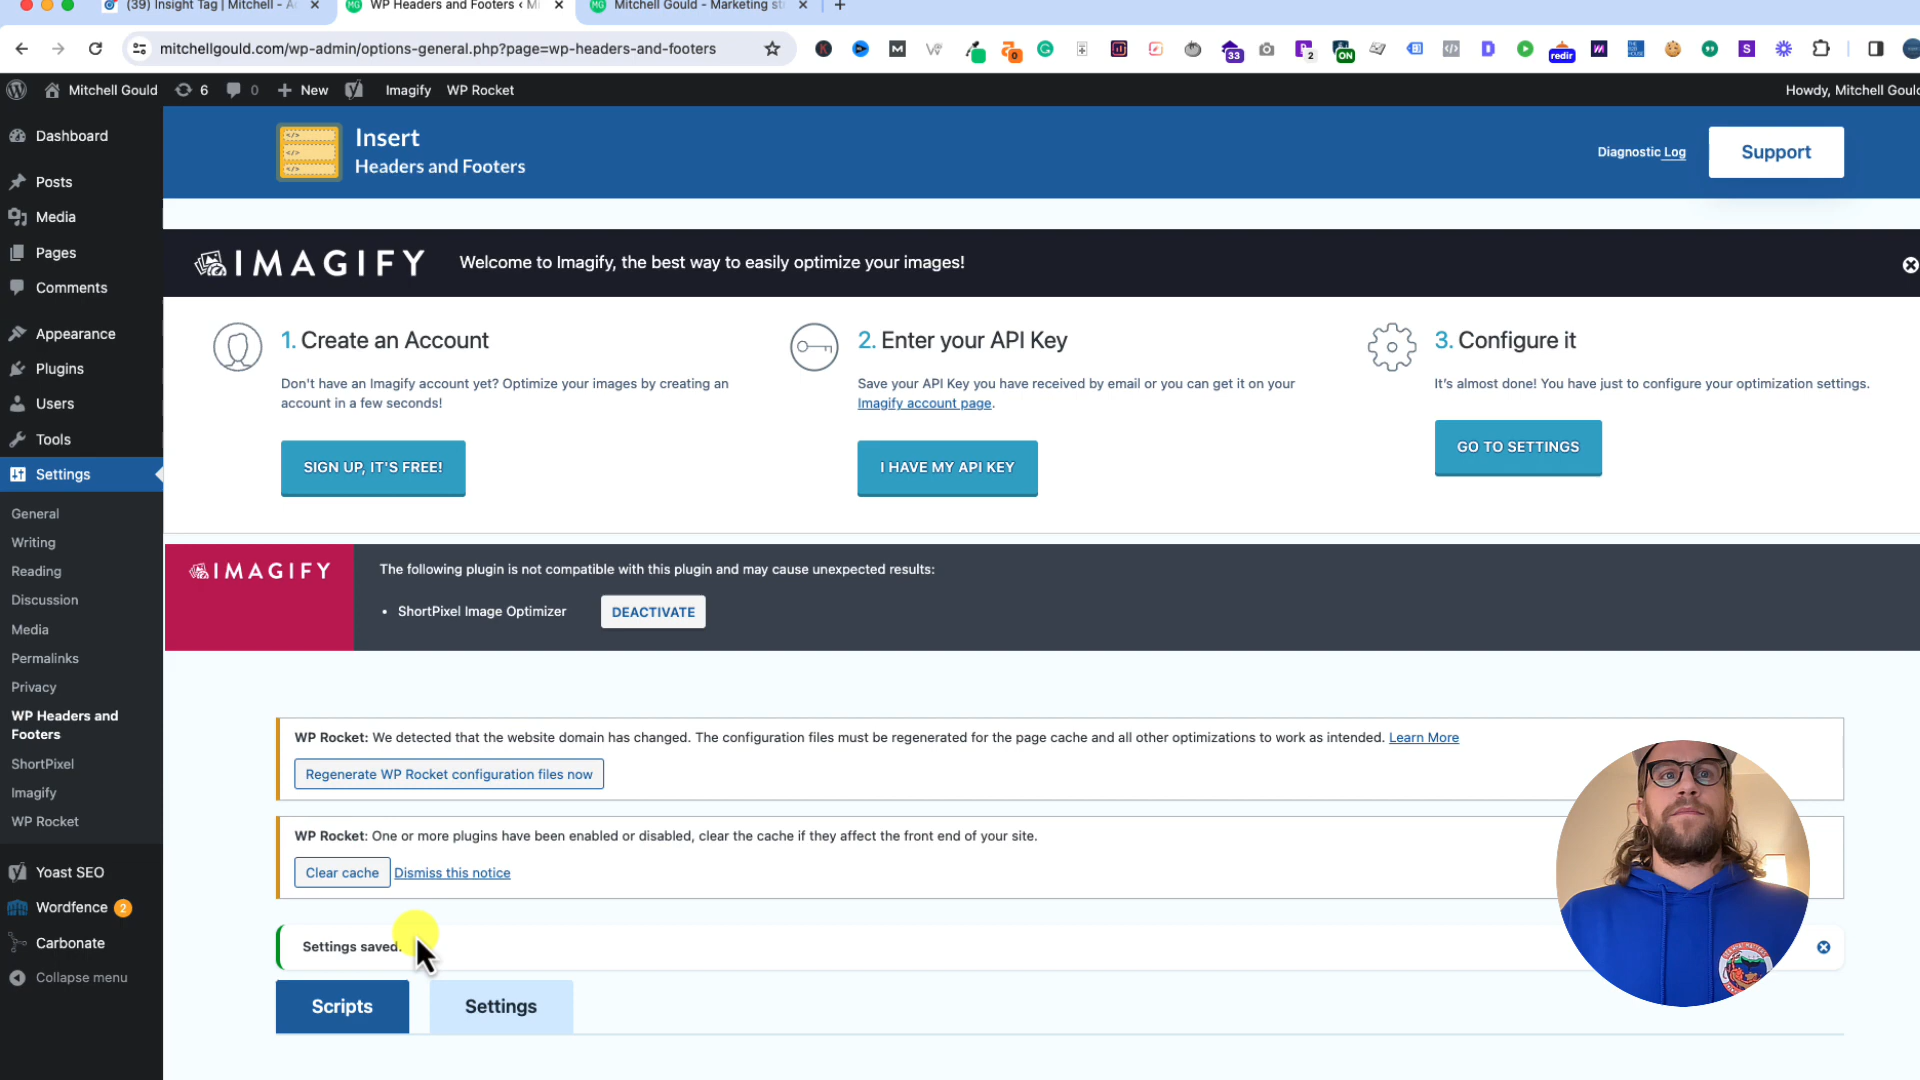 (39) Insight Tag | Mitchell - A
WP Headers and Footers ‹ M
Mitchell Gould - Marketing st
mitchellgould.com/wp-admin/options-general.php?page=wp-headers-and-footers
0
33
2
ON
redir
Mitchell Gould
6
0
New
Imagify
WP Rocket
Howdy, Mitchell Gould
Dashboard
Posts
Media
Pages
Comments
Appearance
Plugins
Users
Tools
Settings
General
Writing
Reading
Discussion
Media
Permalinks
Privacy
WP Headers and
Footers
ShortPixel
Imagify
WP Rocket
Yoast SEO
Wordfence 2
Carbonate
Collapse menu
Insert
Headers and Footers
Diagnostic Log
Support
IMAGIFY
Welcome to Imagify, the best way to easily optimize your images!
1. Create an Account
Don't have an Imagify account yet? Optimize your images by creating an
account in a few seconds!
SIGN UP, IT'S FREE!
2. Enter your API Key
Save your API Key you have received by email or you can get it on your
Imagify account page.
I HAVE MY API KEY
3. Configure it
It's almost done! You have just to configure your optimization settings.
GO TO SETTINGS
IMAGIFY
The following plugin is not compatible with this plugin and may cause unexpected results:
• ShortPixel Image Optimizer
DEACTIVATE
WP Rocket: We detected that the website domain has changed. The configuration files must be regenerated for the page cache and all other optimizations to work as intended. Learn More
Regenerate WP Rocket configuration files now
WP Rocket: One or more plugins have been enabled or disabled, clear the cache if they affect the front end of your site.
Clear cache
Dismiss this notice
Settings saved.
Scripts
Settings